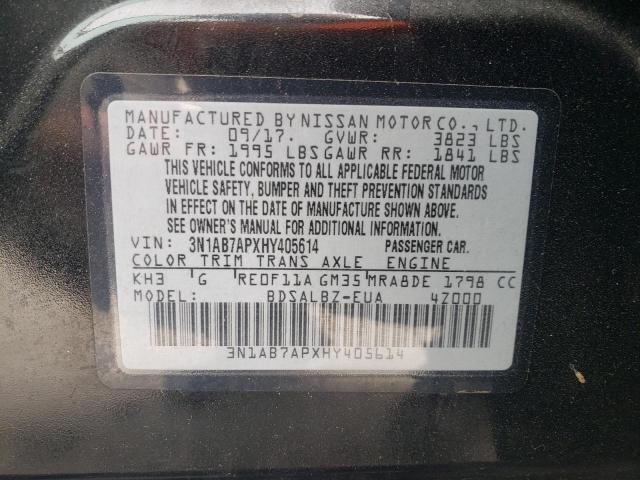 MANUFACTURED BY NISSAN MOTOR CO., LTD.
DATE: 09/17. GVWR: 3823 LBS
GAWR FR: 1995 LBS GAWR RR: 1841 LBS
THIS VEHICLE CONFORMS TO ALL APPLICABLE FEDERAL MOTOR
VEHICLE SAFETY, BUMPER AND THEFT PREVENTION STANDARDS
IN EFFECT ON THE DATE OF MANUFACTURE SHOWN ABOVE.
SEE OWNER'S MANUAL FOR ADDITIONAL INFORMATION.
VIN: 3N1AB7APXHY405614 PASSENGER CAR.
COLOR TRIM TRANS AXLE ENGINE
KH3 G RE0F11A GM35 MRA8DE 1798 CC
MODEL: BDSALBZ-EUA 4Z000
3N1AB7APXHY405614